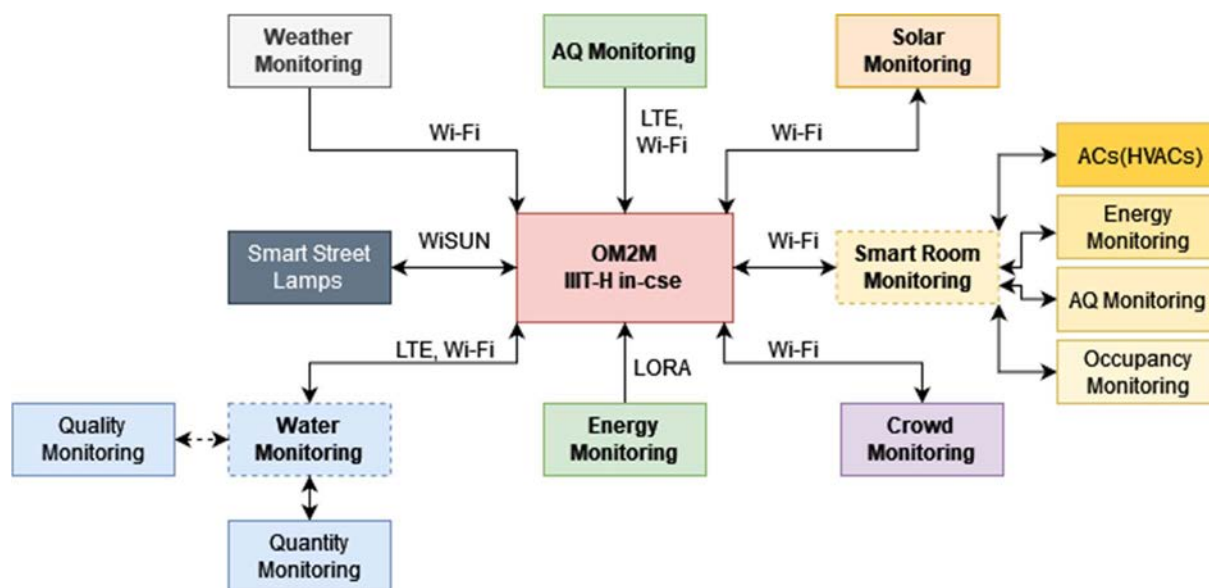 Weather
Monitoring
AQ Monitoring
Solar
Monitoring
Wi-Fi
LTE,
Wi-Fi
Wi-Fi
ACs(HVACs)
Energy
Monitoring
Smart Street
Lamps
WiSUN
OM2M
IIIT-H in-cse
Wi-Fi
Smart Room
Monitoring
AQ Monitoring
Occupancy
Monitoring
LTE, Wi-Fi
LORA
Wi-Fi
Quality
Monitoring
Water
Monitoring
Energy
Monitoring
Crowd
Monitoring
Quantity
Monitoring